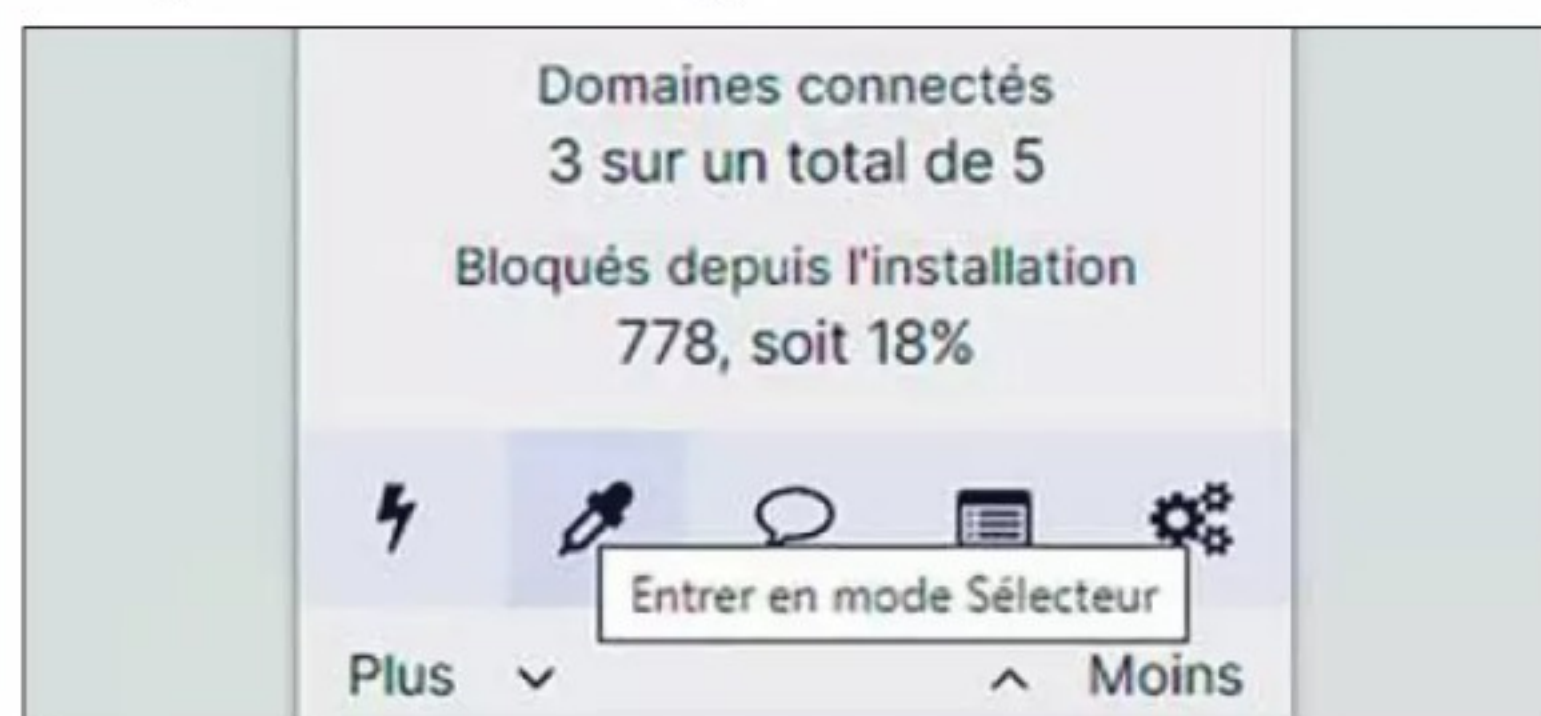 Domaines connectés
3 sur un total de 5
Bloqués depuis l'installation
778, soit 18%
Entrer en mode Sélecteur
Plus
Moins